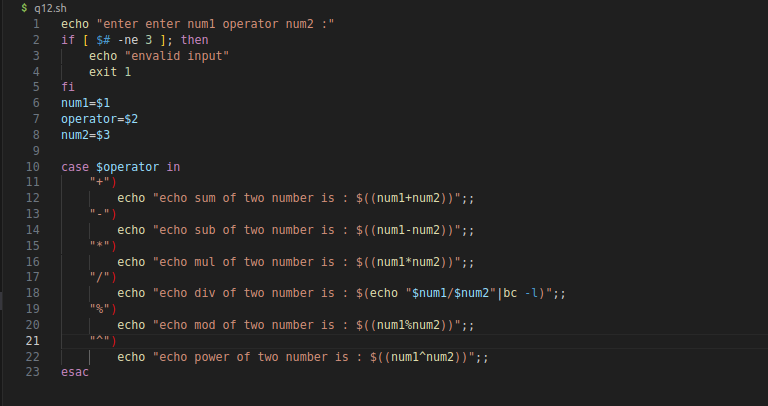 $ q12.sh
1 echo "enter enter num1 operator num2 :"
2 if [ $# -ne 3 ]; then
3 echo "envalid input"
4 exit 1
5 fi
6 num1=$1
7 operator=$2
8 num2=$3
9
10 case $operator in
11 "+")
12 echo "echo sum of two number is : $((num1+num2))";;
13 "-")
14 echo "echo sub of two number is : $((num1-num2))";;
15 "*")
16 echo "echo mul of two number is : $((num1*num2))";;
17 "/")
18 echo "echo div of two number is : $(echo "$num1/$num2"|bc -l)";;
19 "%")
20 echo "echo mod of two number is : $((num1%num2))";;
21 "^")
22 echo "echo power of two number is : $((num1^num2))";;
23 esac